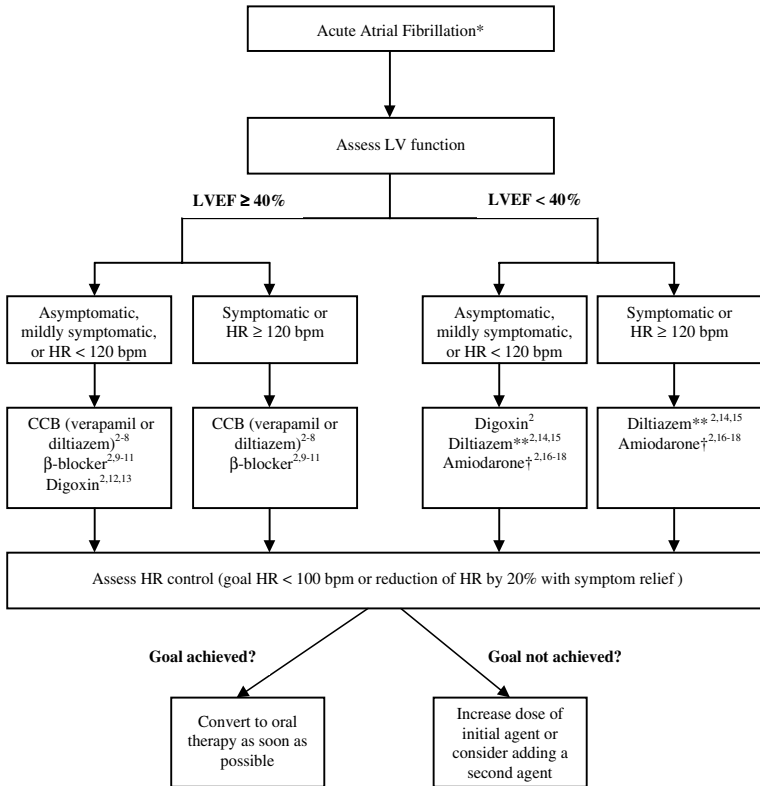 Acute Atrial Fibrillation*
Assess LV function
LVEF ≥ 40%
LVEF < 40%
Asymptomatic,
mildly symptomatic,
or HR < 120 bpm
Symptomatic or
HR ≥ 120 bpm
Asymptomatic,
mildly symptomatic,
or HR < 120 bpm
Symptomatic or
HR ≥ 120 bpm
CCB (verapamil or
diltiazem)2-8
β-blocker2,9-11
Digoxin2,12,13
CCB (verapamil or
diltiazem)2-8
β-blocker2,9-11
Digoxin2
Diltiazem** 2,14,15
Amiodarone† 2,16-18
Diltiazem** 2,14,15
Amiodarone† 2,16-18
Assess HR control (goal HR < 100 bpm or reduction of HR by 20% with symptom relief )
Goal achieved?
Goal not achieved?
Convert to oral
therapy as soon as
possible
Increase dose of
initial agent or
consider adding a
second agent